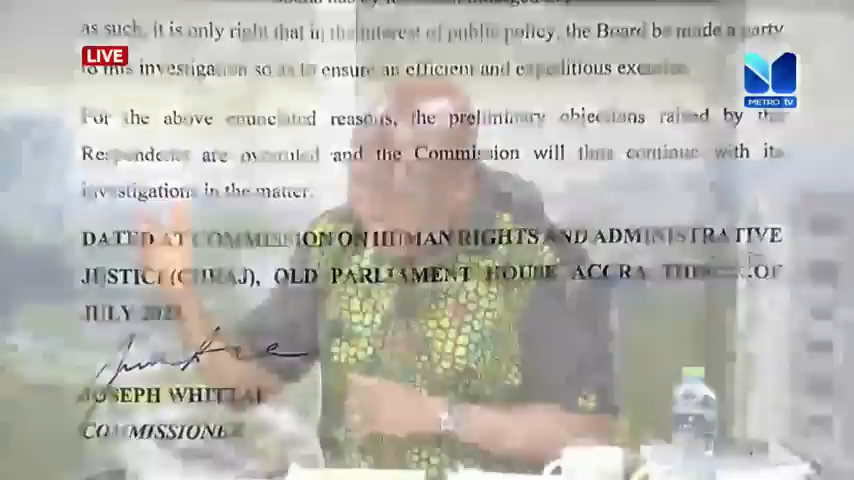 as such, it is only right that in the interest of public policy, the Board be made a party
LIVE
to this investigation so as to ensure an efficient and expeditious exercise.
METRO TV
For the above enunciated reasons, the preliminary objections raised by the
Respondents are overruled and the Commission will thus continue with its
investigations in the matter.
DATED AT COMMISSION ON HUMAN RIGHTS AND ADMINISTRATIVE
JUSTICE (CHRAJ), OLD PARLIAMENT HOUSE ACCRA OF
JULY
JOSEPH WHITTAL
COMMISSIONER